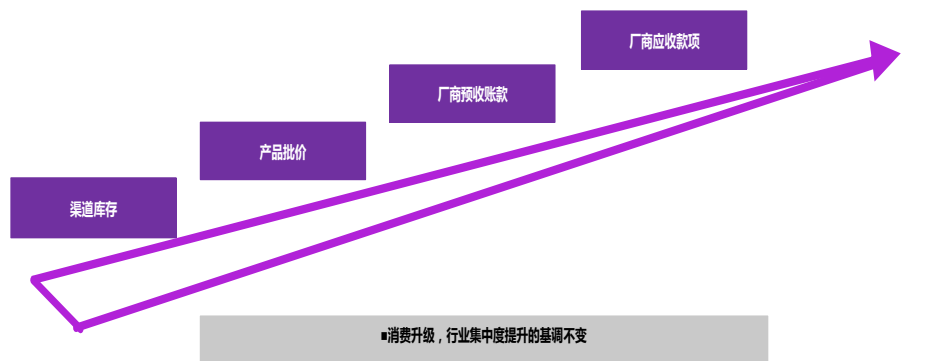 厂商应收款项
厂商预收账款
产品批价
渠道库存
■消费升级，行业集中度提升的基调不变